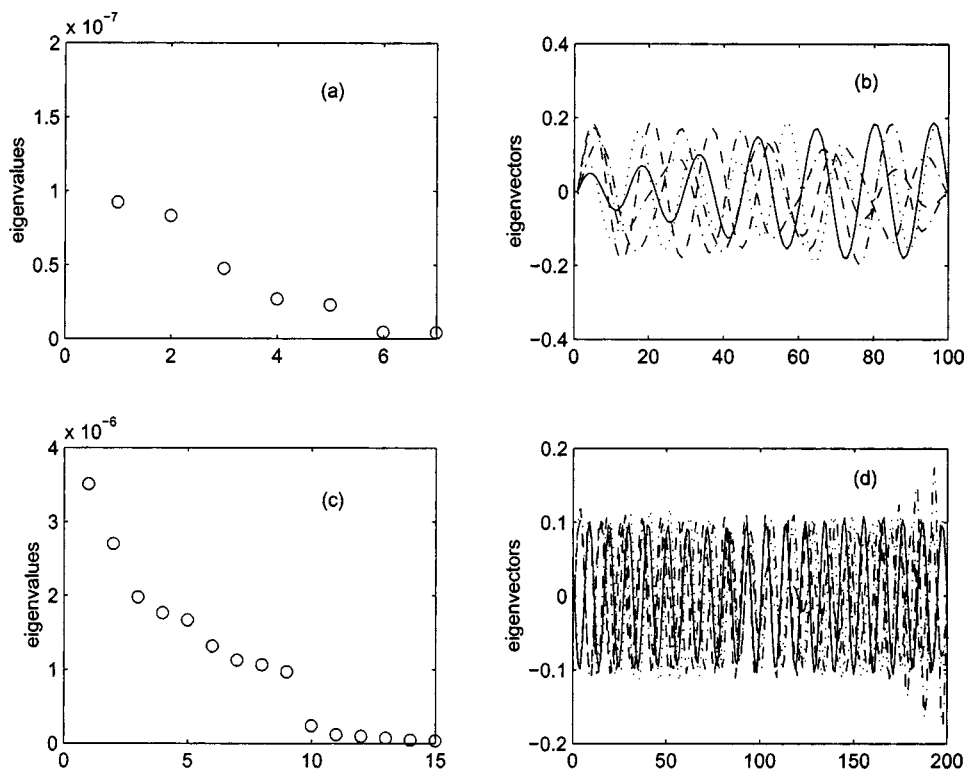 x 10⁻⁷
2
1.5
1
0.5
0
eigenvalues
(a)
0 2 4 6
0.4
0.2
0
−0.2
−0.4
eigenvectors
(b)
0 20 40 60 80 100
x 10⁻⁶
4
3
2
1
0
eigenvalues
(c)
0 5 10 15
0.2
0.1
0
−0.1
−0.2
eigenvectors
(d)
0 50 100 150 200